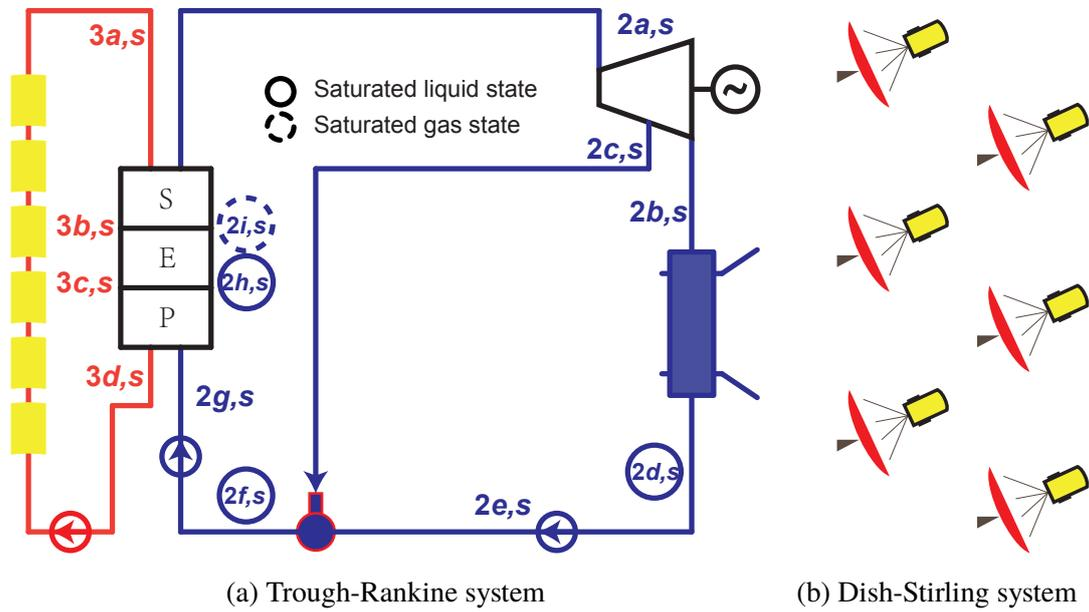 3a,s
2a,s
Saturated liquid state
Saturated gas state
~
2c,s
S
3b,s
2i,s
2b,s
E
3c,s
2h,s
P
3d,s
2g,s
2d,s
2f,s
2e,s
(a) Trough-Rankine system
(b) Dish-Stirling system